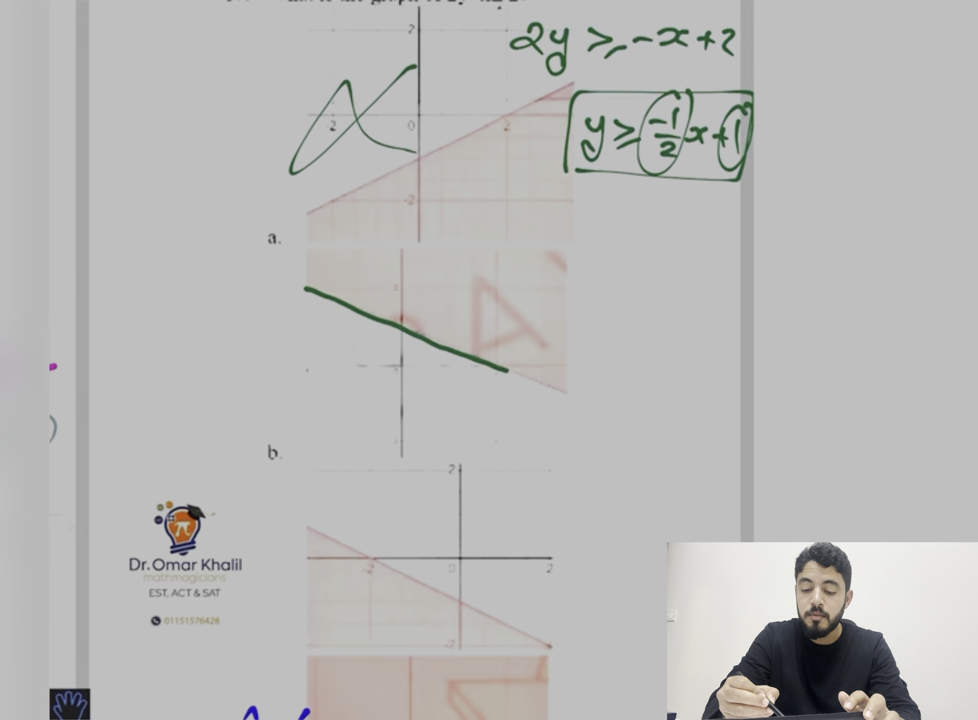 2
2y ≥ -x + 2
y ≥ -1/2 x + 1
2 0 2
-2
a.
b.
2
-2 0 2
-2
Dr. Omar Khalil
mathmagicians
EST, ACT & SAT
01151576428